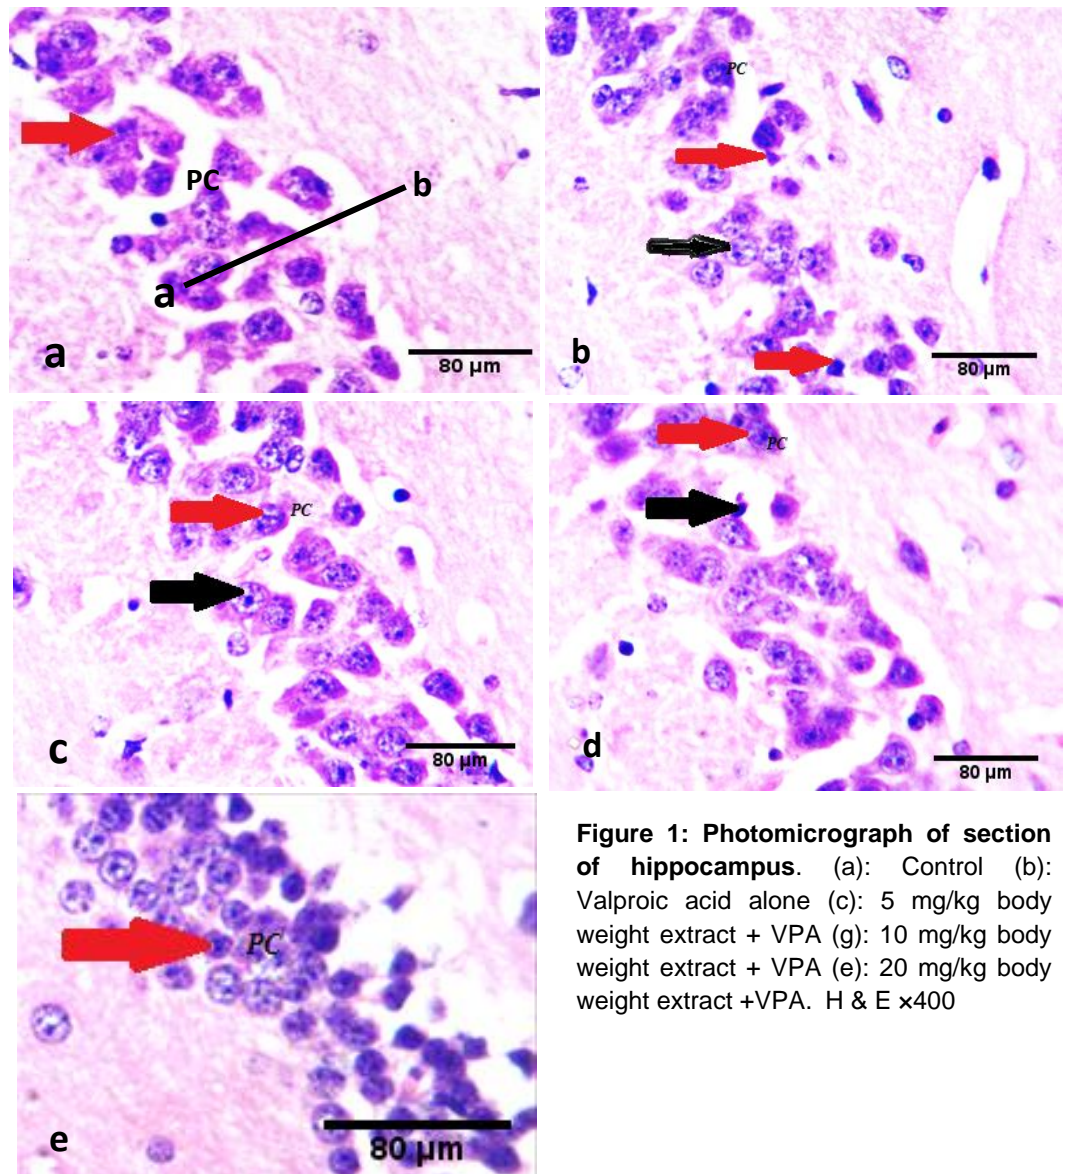 PC
b
a
a
80 µm
PC
b
80 µm
PC
c
80 µm
PC
d
80 µm
PC
e
80 µm
Figure 1: Photomicrograph of section
of hippocampus. (a): Control (b):
Valproic acid alone (c): 5 mg/kg body
weight extract + VPA (g): 10 mg/kg body
weight extract + VPA (e): 20 mg/kg body
weight extract +VPA. H & E ×400